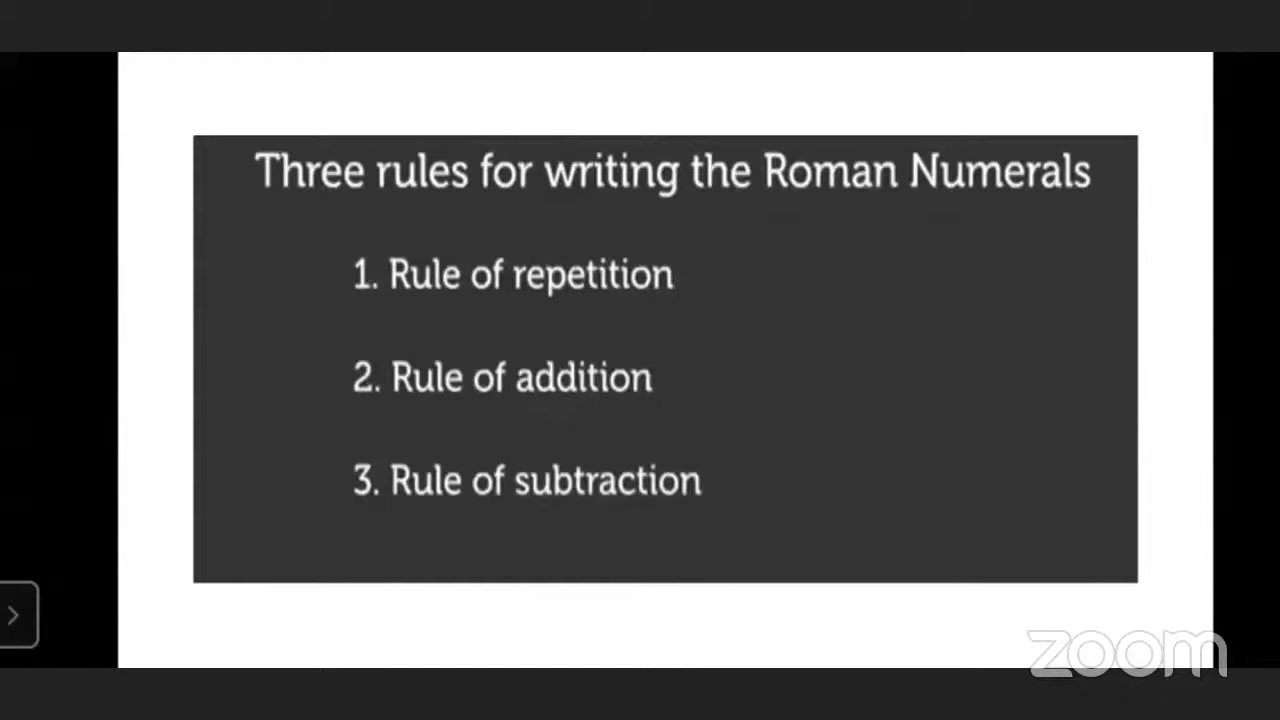 Three rules for writing the Roman Numerals
1. Rule of repetition
2. Rule of addition
3. Rule of subtraction
zoom